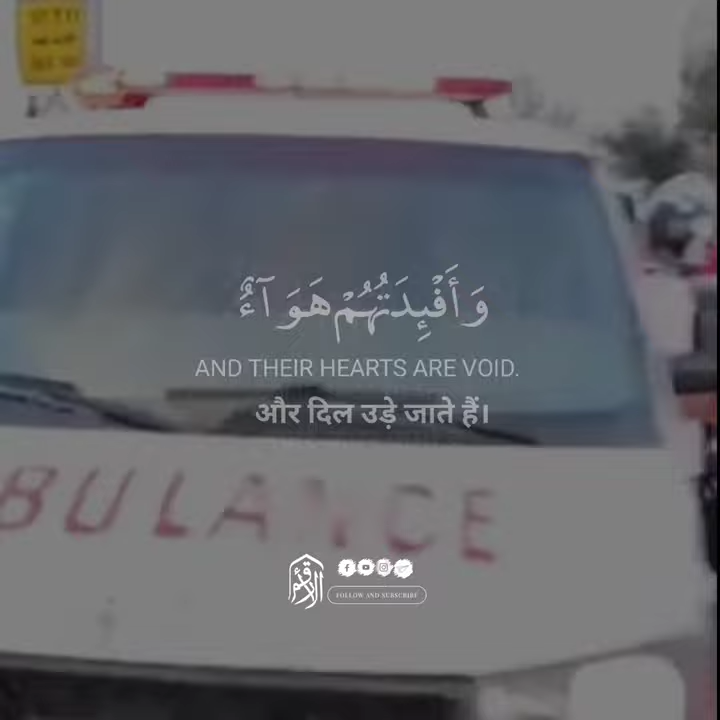 وَأَفْـِٔدَتُهُمْ هَوَآءٌ
AND THEIR HEARTS ARE VOID.
और दिल उड़े जाते हैं।
BULANCE
FOLLOW AND SUBSCRIBE